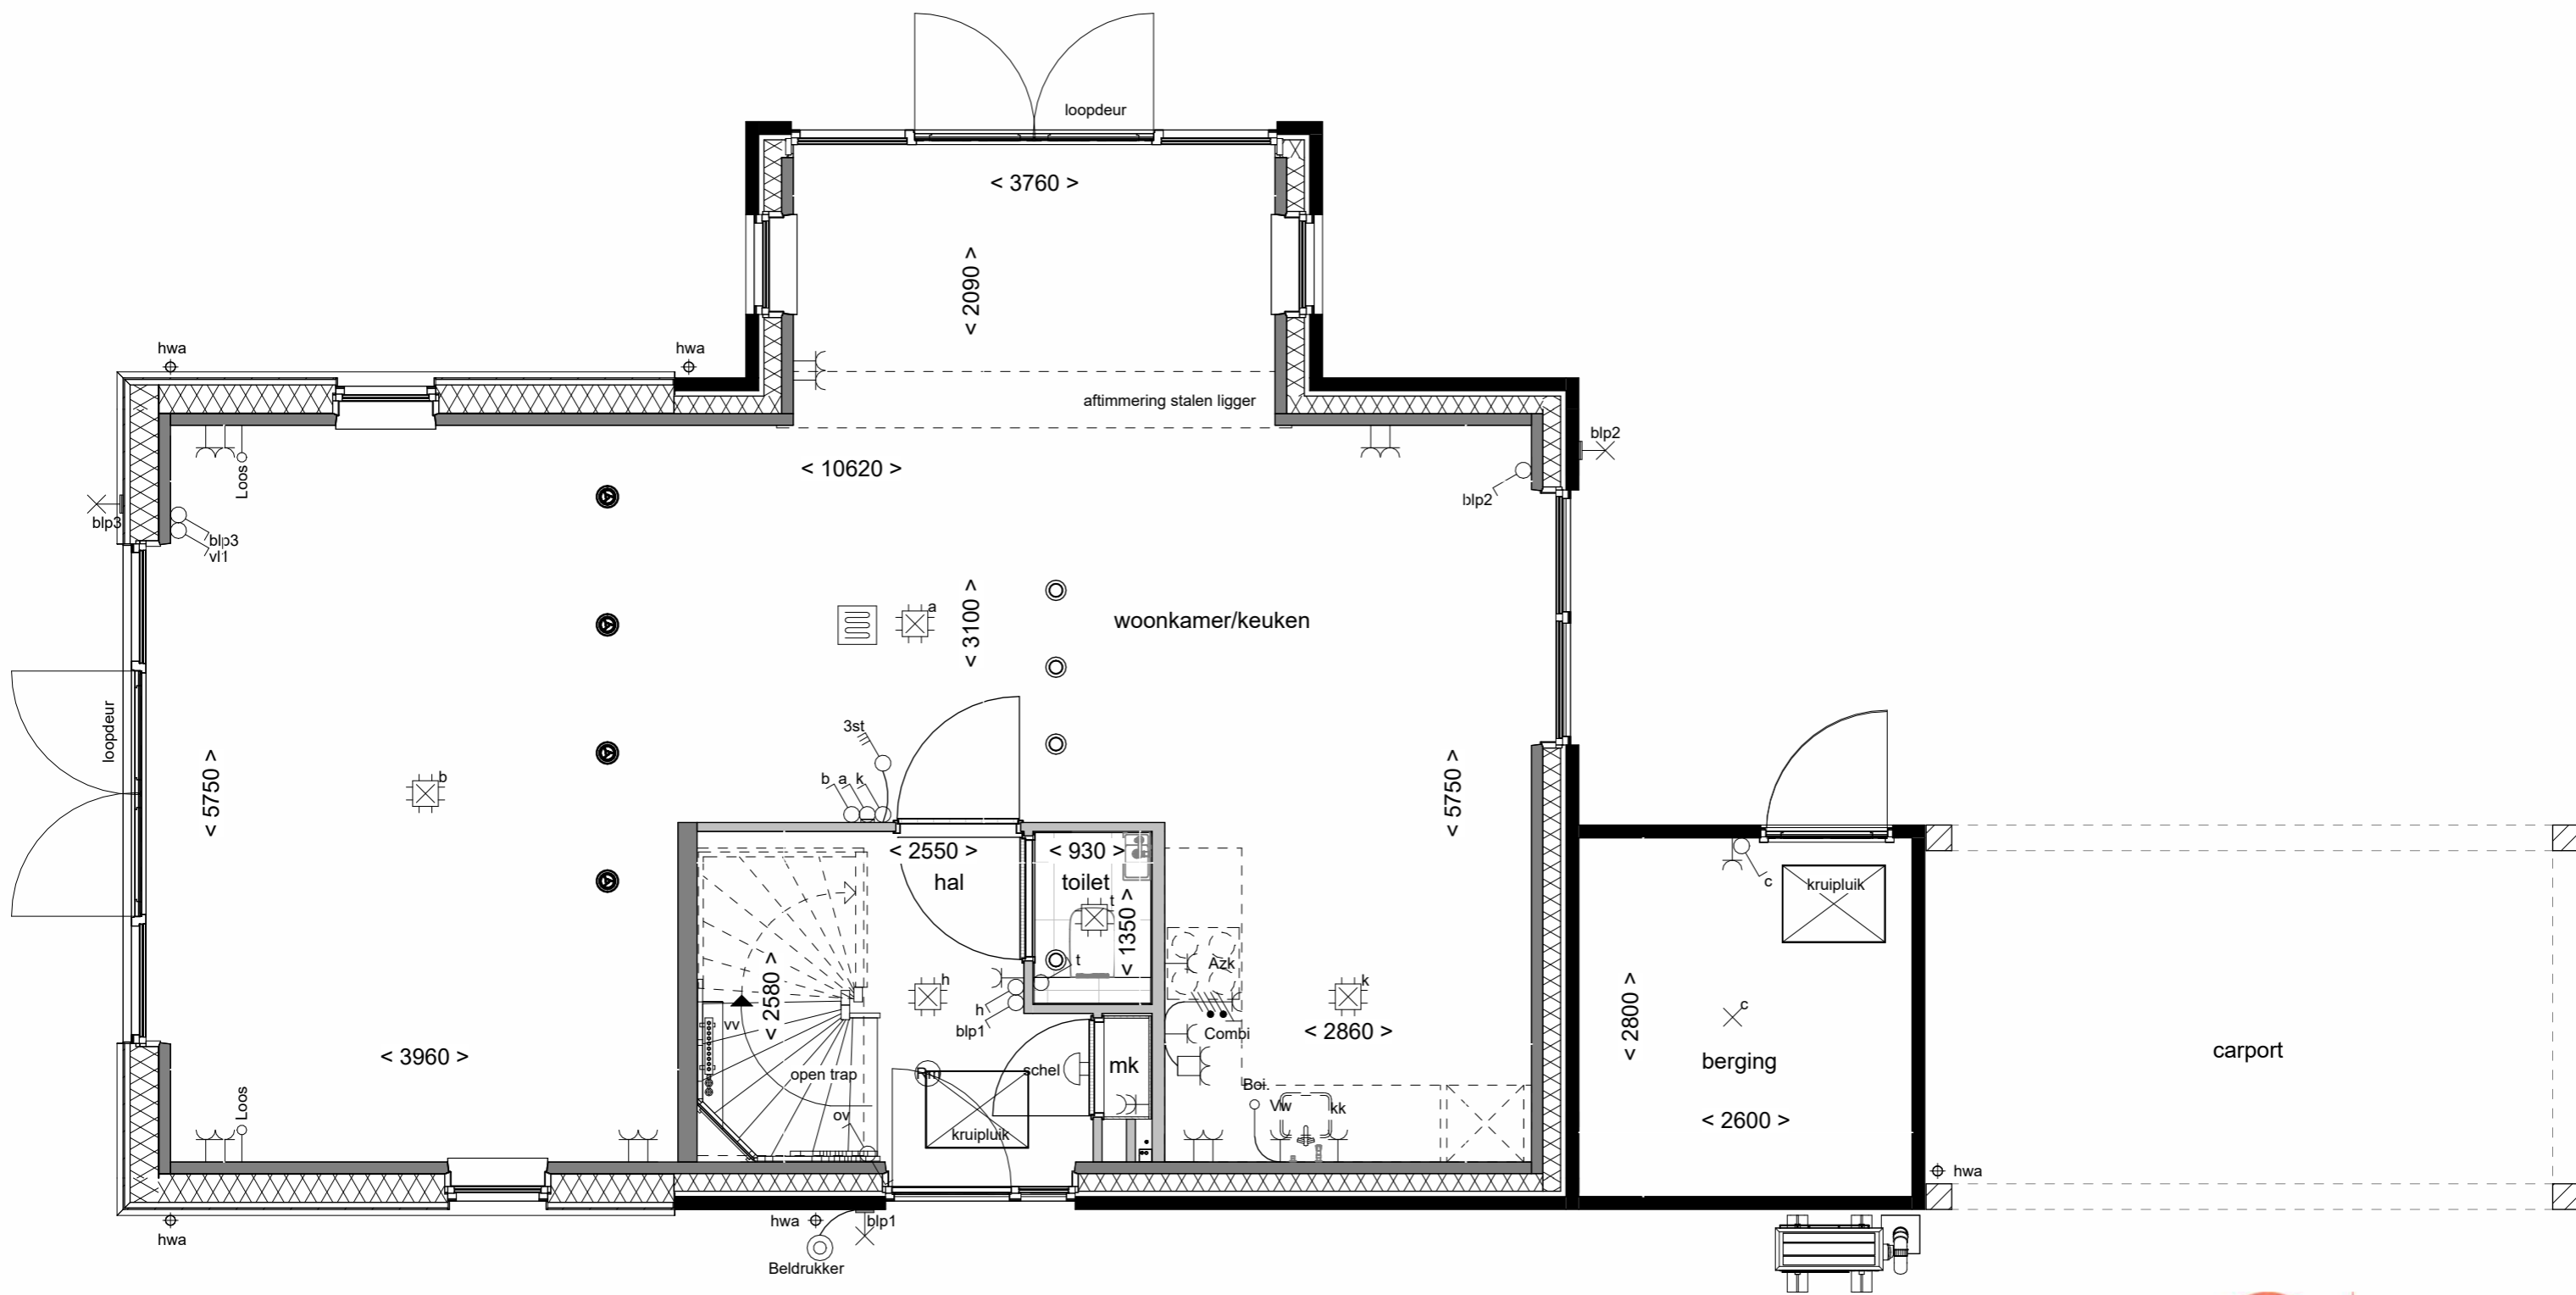 loopdeur
< 3760 >
< 2090 >
hwa
hwa
aftimmering stalen ligger
blp2
< 10620 >
Loos
blp2
blp3
blp3
vl1
a
< 3100 >
woonkamer/keuken
loopdeur
3st
b a k
b
< 5750 >
< 5750 >
< 2550 >
hal
< 930 >
toilet
t
< 1350 >
t
kruipluik
c
Azk
< 2580 >
vv
h
h
blp1
k
Combi
< 2860 >
< 2800 >
c
berging
carport
< 3960 >
open trap
Rm
schel
mk
Boi.
Vw
kk
Loos
ov
kruipluik
< 2600 >
hwa
hwa
hwa
blp1
Beldrukker